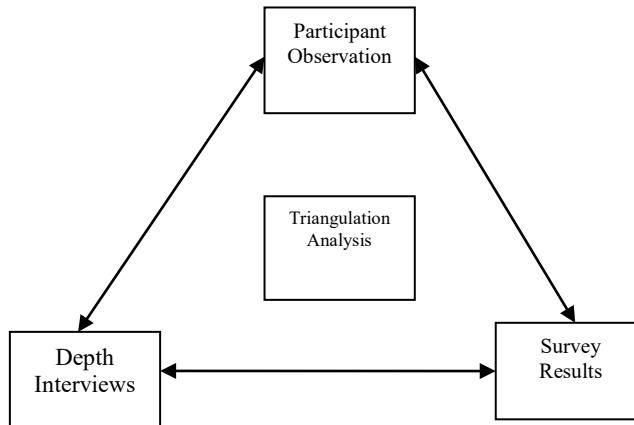 Participant
Observation
Triangulation
Analysis
Depth
Interviews
Survey
Results